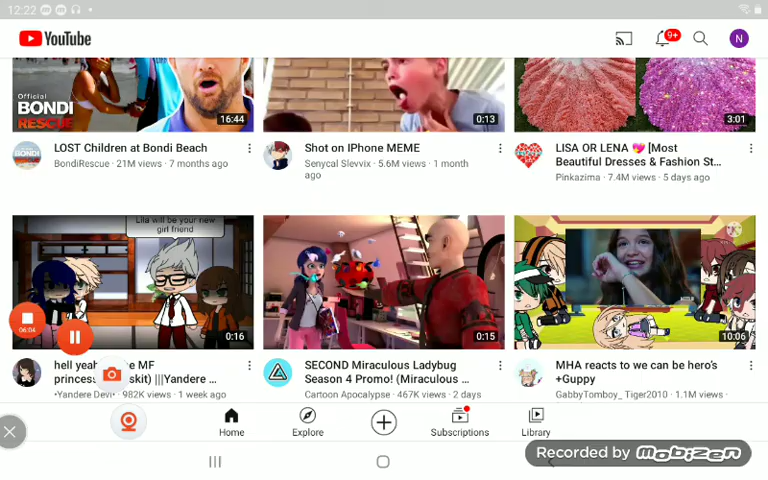 12:22
YouTube
9+
N
Official
BONDI
RESCUE
16:44
0:13
3:01
LOST Children at Bondi Beach
BondiRescue · 21M views · 7 months ago
Shot on IPhone MEME
Senycal Slevvix · 5.6M views · 1 month
ago
LISA OR LENA 💖 [Most
Beautiful Dresses & Fashion St...
Pinkazima · 7.4M views · 5 days ago
Lila will be your new
girl friend
0:16
0:15
10:06
06:04
hell yeah
e MF
princess
skit) |||Yandere ...
•Yandere Devi
· 982K views · 1 week ago
SECOND Miraculous Ladybug
Season 4 Promo! (Miraculous ...
Cartoon Apocalypse · 467K views · 2 days
MHA reacts to we can be hero's
+Guppy
GabbyTomboy_ Tiger2010 · 1.1M views ·
Home
Explore
Subscriptions
Library
Recorded by mobizen